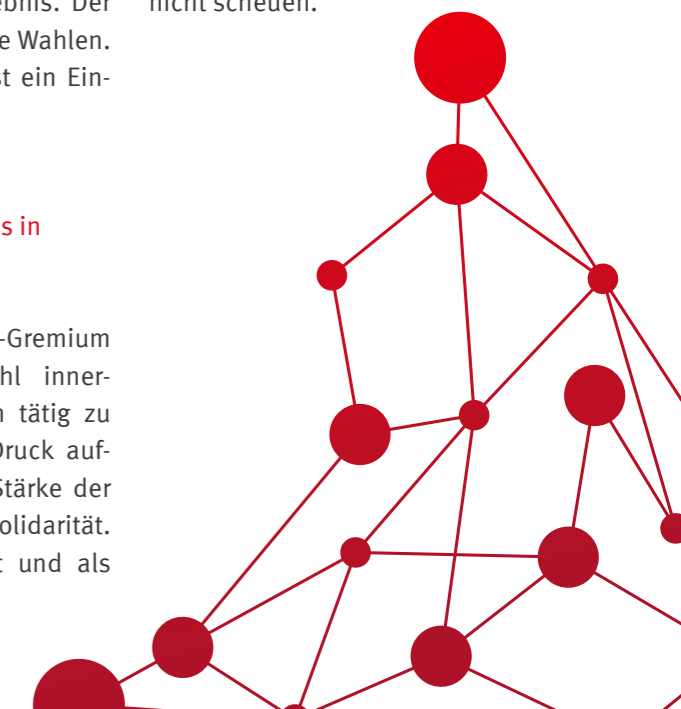 ebnis. Der
e Wahlen.
st ein Ein-
s in
-Gremium
hl inner-
n tätig zu
Druck auf-
Stärke der
olidarität.
t und als
nicht scheuen.